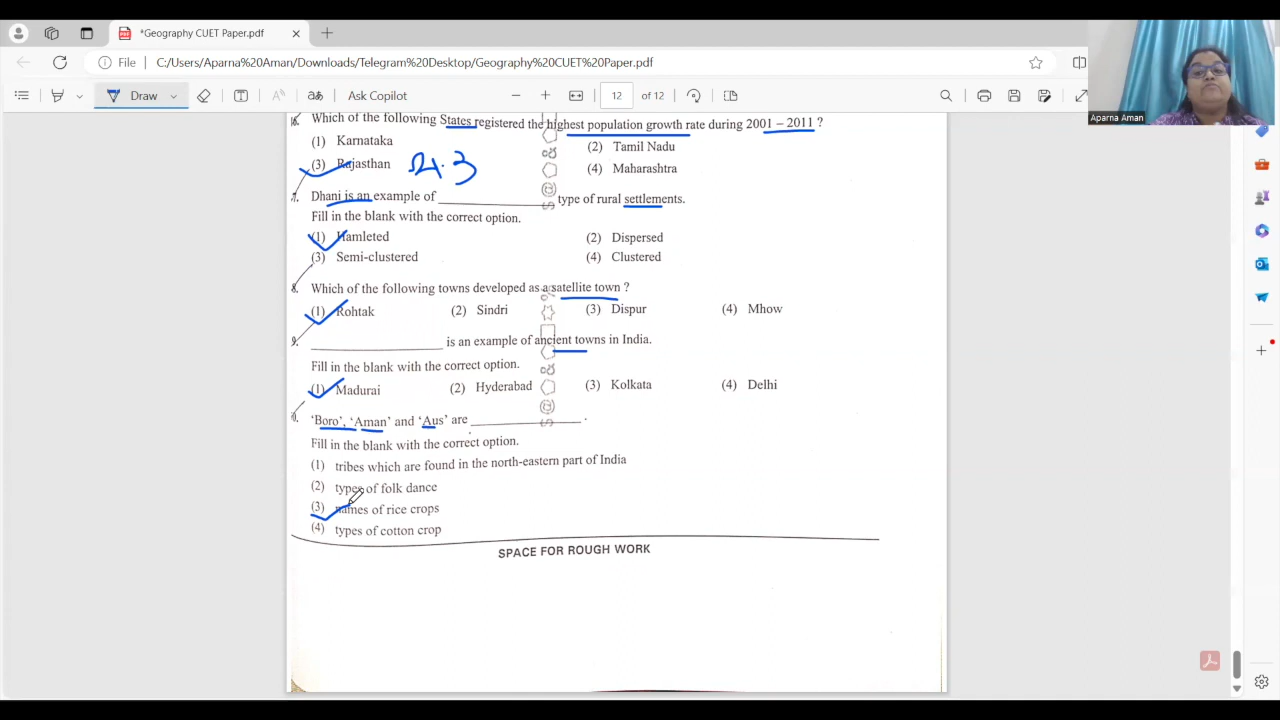 *Geography CUET Paper.pdf
File C:/Users/Aparna%20Aman/Downloads/Telegram%20Desktop/Geography%20CUET%20Paper.pdf
Draw
Ask Copilot
12 of 12
Aparna Aman
Which of the following States registered the highest population growth rate during 2001 – 2011 ?
(1) Karnataka (2) Tamil Nadu
(3) Rajasthan 21.3 (4) Maharashtra
7. Dhani is an example of ____________ type of rural settlements.
Fill in the blank with the correct option.
(1) Hamleted (2) Dispersed
(3) Semi-clustered (4) Clustered
8. Which of the following towns developed as a satellite town ?
(1) Rohtak (2) Sindri (3) Dispur (4) Mhow
9. ____________ is an example of ancient towns in India.
Fill in the blank with the correct option.
(1) Madurai (2) Hyderabad (3) Kolkata (4) Delhi
'Boro', 'Aman' and 'Aus' are ____________ .
Fill in the blank with the correct option.
(1) tribes which are found in the north-eastern part of India
(2) types of folk dance
(3) names of rice crops
(4) types of cotton crop
SPACE FOR ROUGH WORK